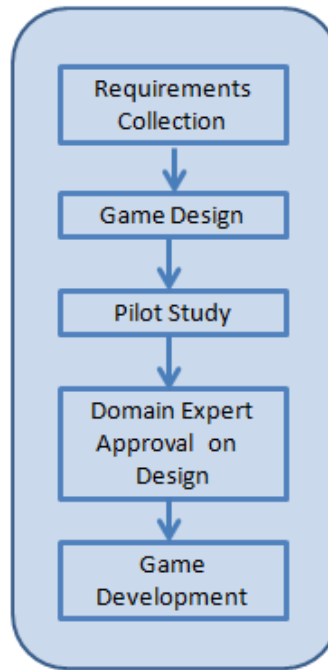 Requirements
Collection
Game Design
Pilot Study
Domain Expert
Approval on
Design
Game
Development